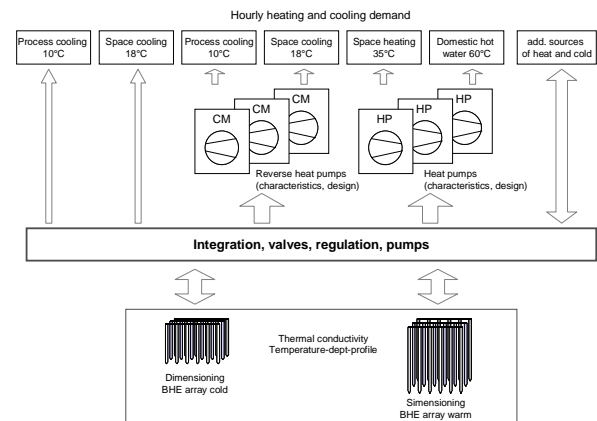 Hourly heating and cooling demand
Process cooling
10°C
Space cooling
18°C
Process cooling
10°C
Space cooling
18°C
Space heating
35°C
Domestic hot
water 60°C
add. sources
of heat and cold
CM
CM
CM
HP
HP
HP
Reverse heat pumps
(characteristics, design)
Heat pumps
(characteristics, design)
Integration, valves, regulation, pumps
Thermal conductivity
Temperature-dept-profile
Dimensioning
BHE array cold
Simensioning
BHE array warm